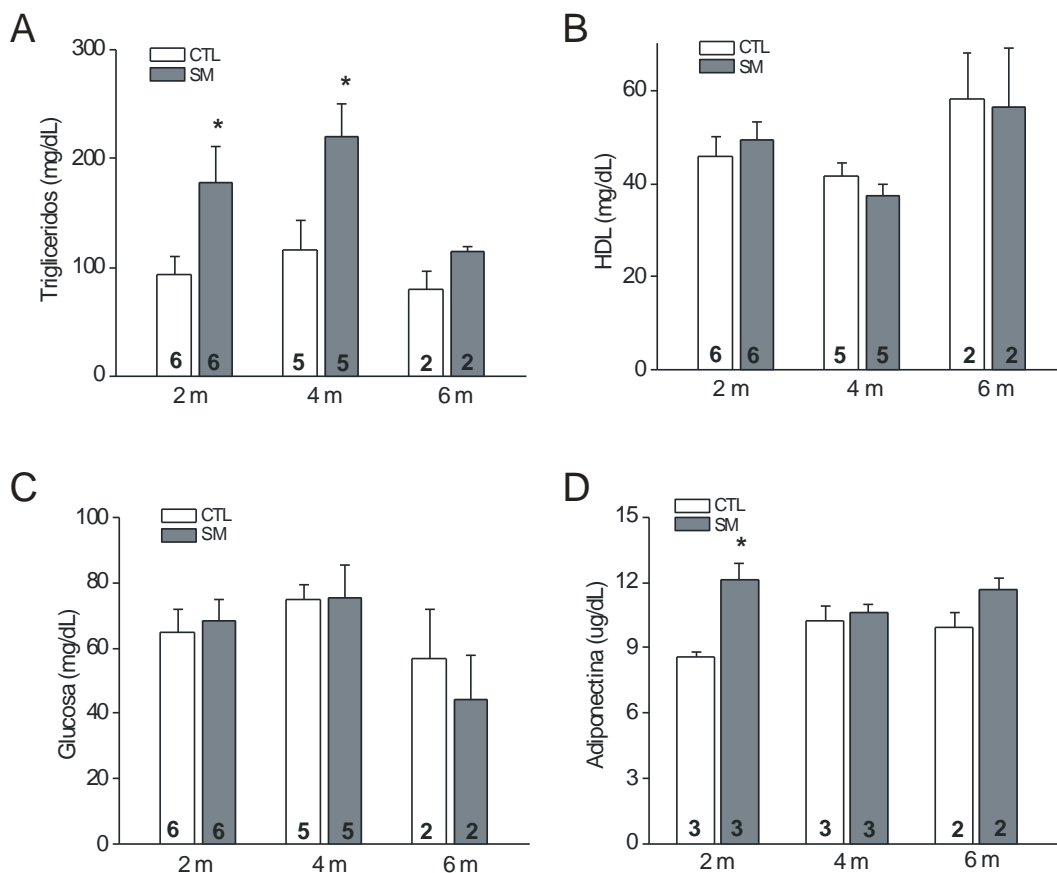 A
Trigliceridos (mg/dL)
300
200
100
0
CTL
SM
*
*
6
6
5
5
2
2
2 m
4 m
6 m
B
HDL (mg/dL)
60
40
20
0
CTL
SM
6
6
5
5
2
2
2 m
4 m
6 m
C
Glucosa (mg/dL)
100
80
60
40
20
0
CTL
SM
6
6
5
5
2
2
2 m
4 m
6 m
D
Adiponectina (ug/dL)
15
12
9
6
3
0
CTL
SM
*
3
3
3
3
2
2
2 m
4 m
6 m